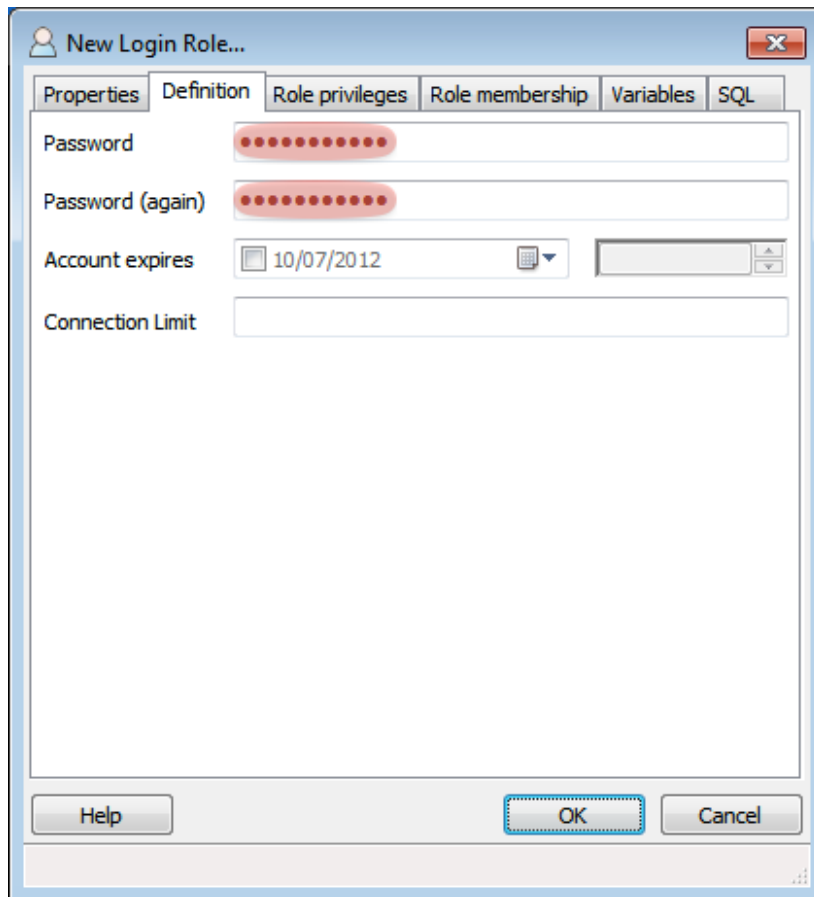 New Login Role...
Properties Definition Role privileges Role membership Variables SQL
Password ●●●●●●●●●●●
Password (again) ●●●●●●●●●●●
Account expires 10/07/2012
Connection Limit
Help OK Cancel